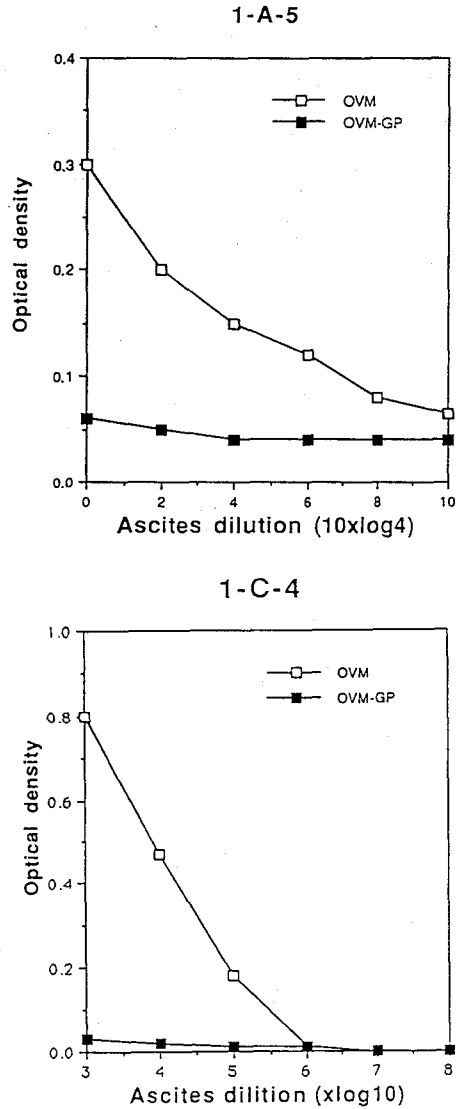 1-A-5
0.4
0.3
0.2
0.1
0.0
Optical density
OVM
OVM-GP
0 2 4 6 8 10
Ascites dilution (10xlog4)
1-C-4
1.0
0.8
0.6
0.4
0.2
0.0
Optical density
OVM
OVM-GP
3 4 5 6 7 8
Ascites dilition (xlog10)